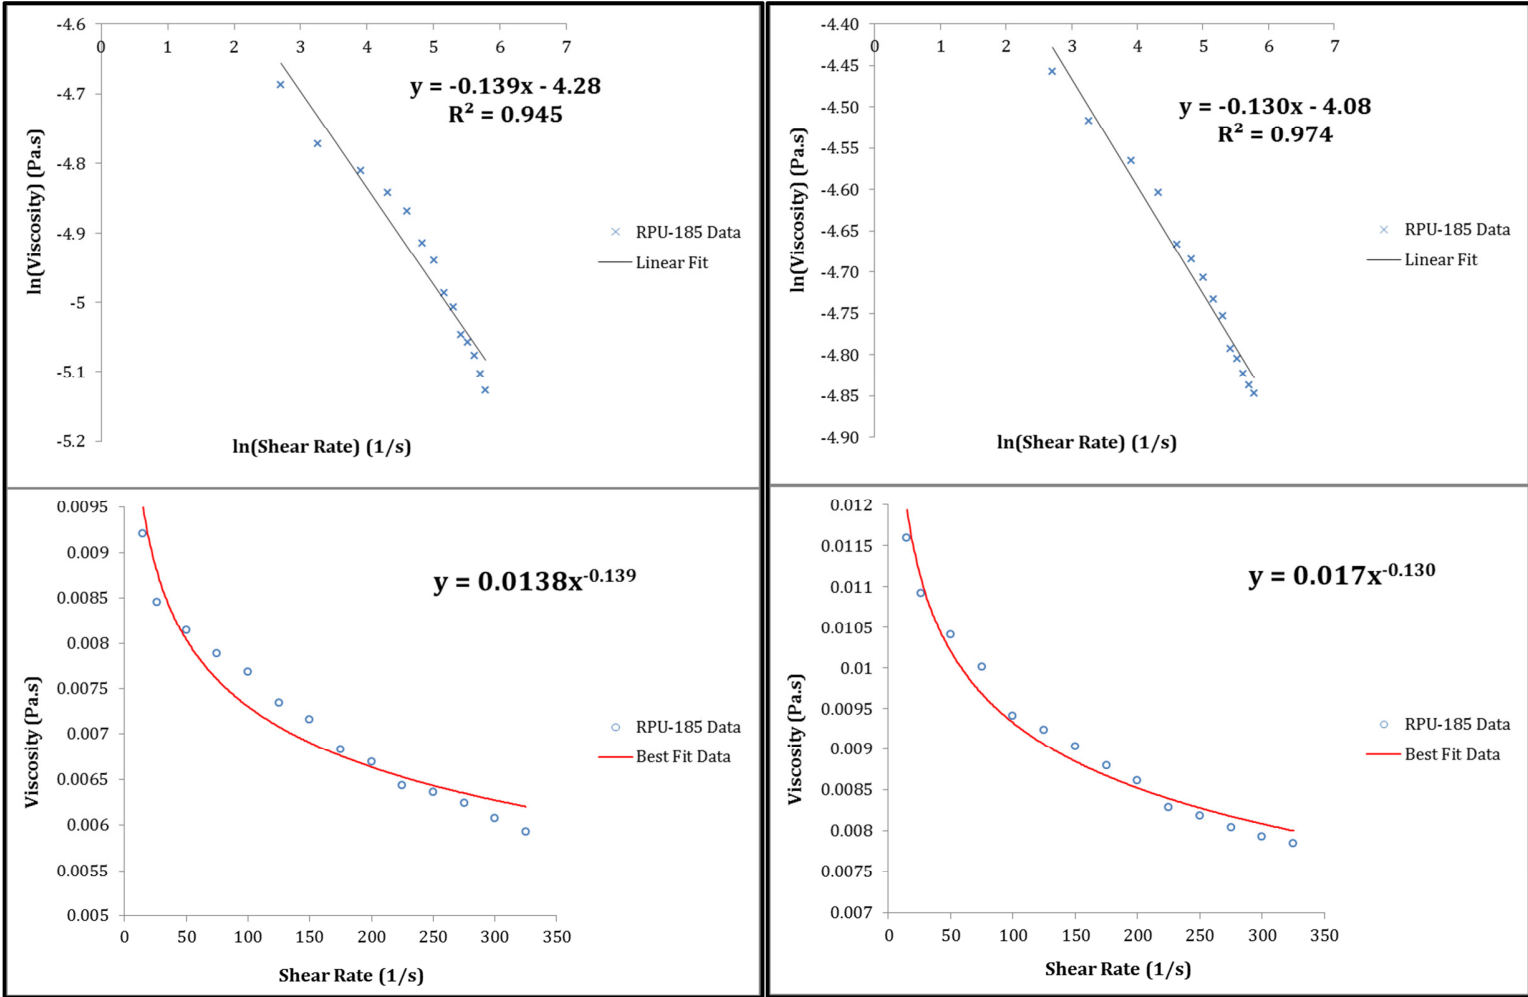 -4.6
0 1 2 3 4 5 6 7
-4.7
-4.8
-4.9
-5
-5.1
-5.2
ln(Viscosity) (Pa.s)
y = -0.139x - 4.28
R² = 0.945
RPU-185 Data
Linear Fit
ln(Shear Rate) (1/s)
-4.40
0 1 2 3 4 5 6 7
-4.45
-4.50
-4.55
-4.60
-4.65
-4.70
-4.75
-4.80
-4.85
-4.90
ln(Viscosity) (Pa.s)
y = -0.130x - 4.08
R² = 0.974
RPU-185 Data
Linear Fit
ln(Shear Rate) (1/s)
0.0095
0.009
0.0085
0.008
0.0075
0.007
0.0065
0.006
0.0055
0.005
Viscosity (Pa.s)
y = 0.0138x^-0.139
RPU-185 Data
Best Fit Data
0 50 100 150 200 250 300 350
Shear Rate (1/s)
0.012
0.0115
0.011
0.0105
0.01
0.0095
0.009
0.0085
0.008
0.0075
0.007
Viscosity (Pa.s)
y = 0.017x^-0.130
RPU-185 Data
Best Fit Data
0 50 100 150 200 250 300 350
Shear Rate (1/s)